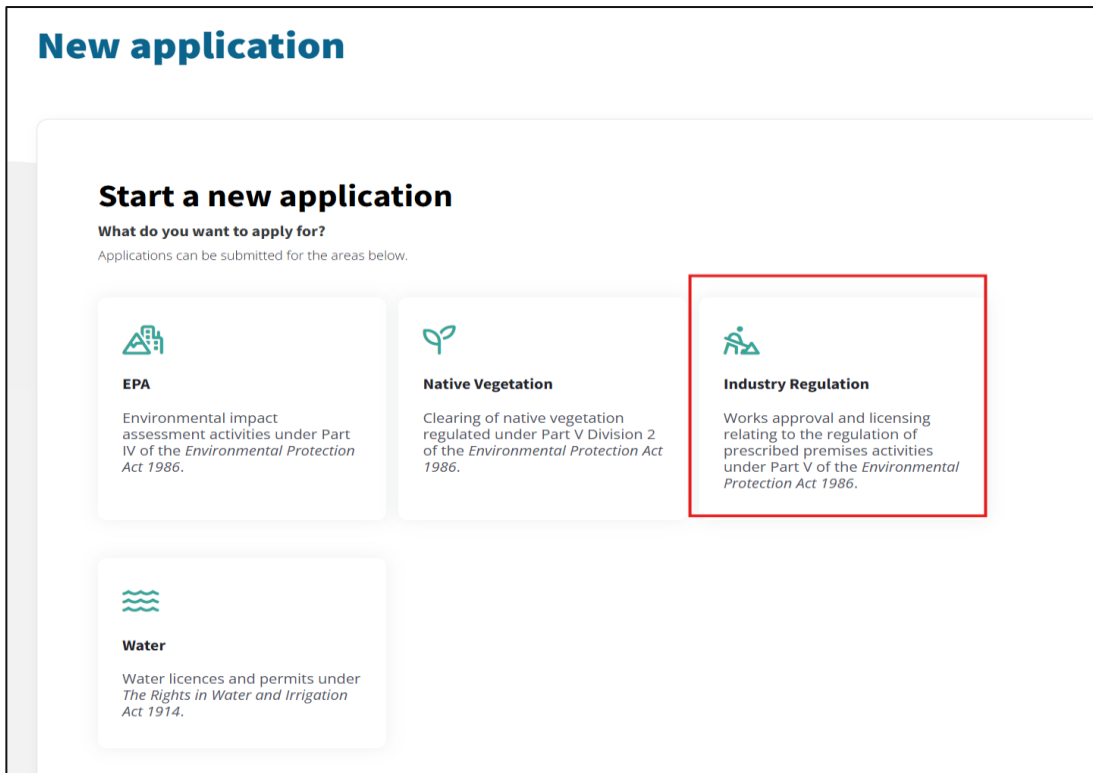 New application
Start a new application
What do you want to apply for?
Applications can be submitted for the areas below.
EPA
Environmental impact
assessment activities under Part
IV of the Environmental Protection
Act 1986.
Native Vegetation
Clearing of native vegetation
regulated under Part V Division 2
of the Environmental Protection Act
1986.
Industry Regulation
Works approval and licensing
relating to the regulation of
prescribed premises activities
under Part V of the Environmental
Protection Act 1986.
Water
Water licences and permits under
The Rights in Water and Irrigation
Act 1914.